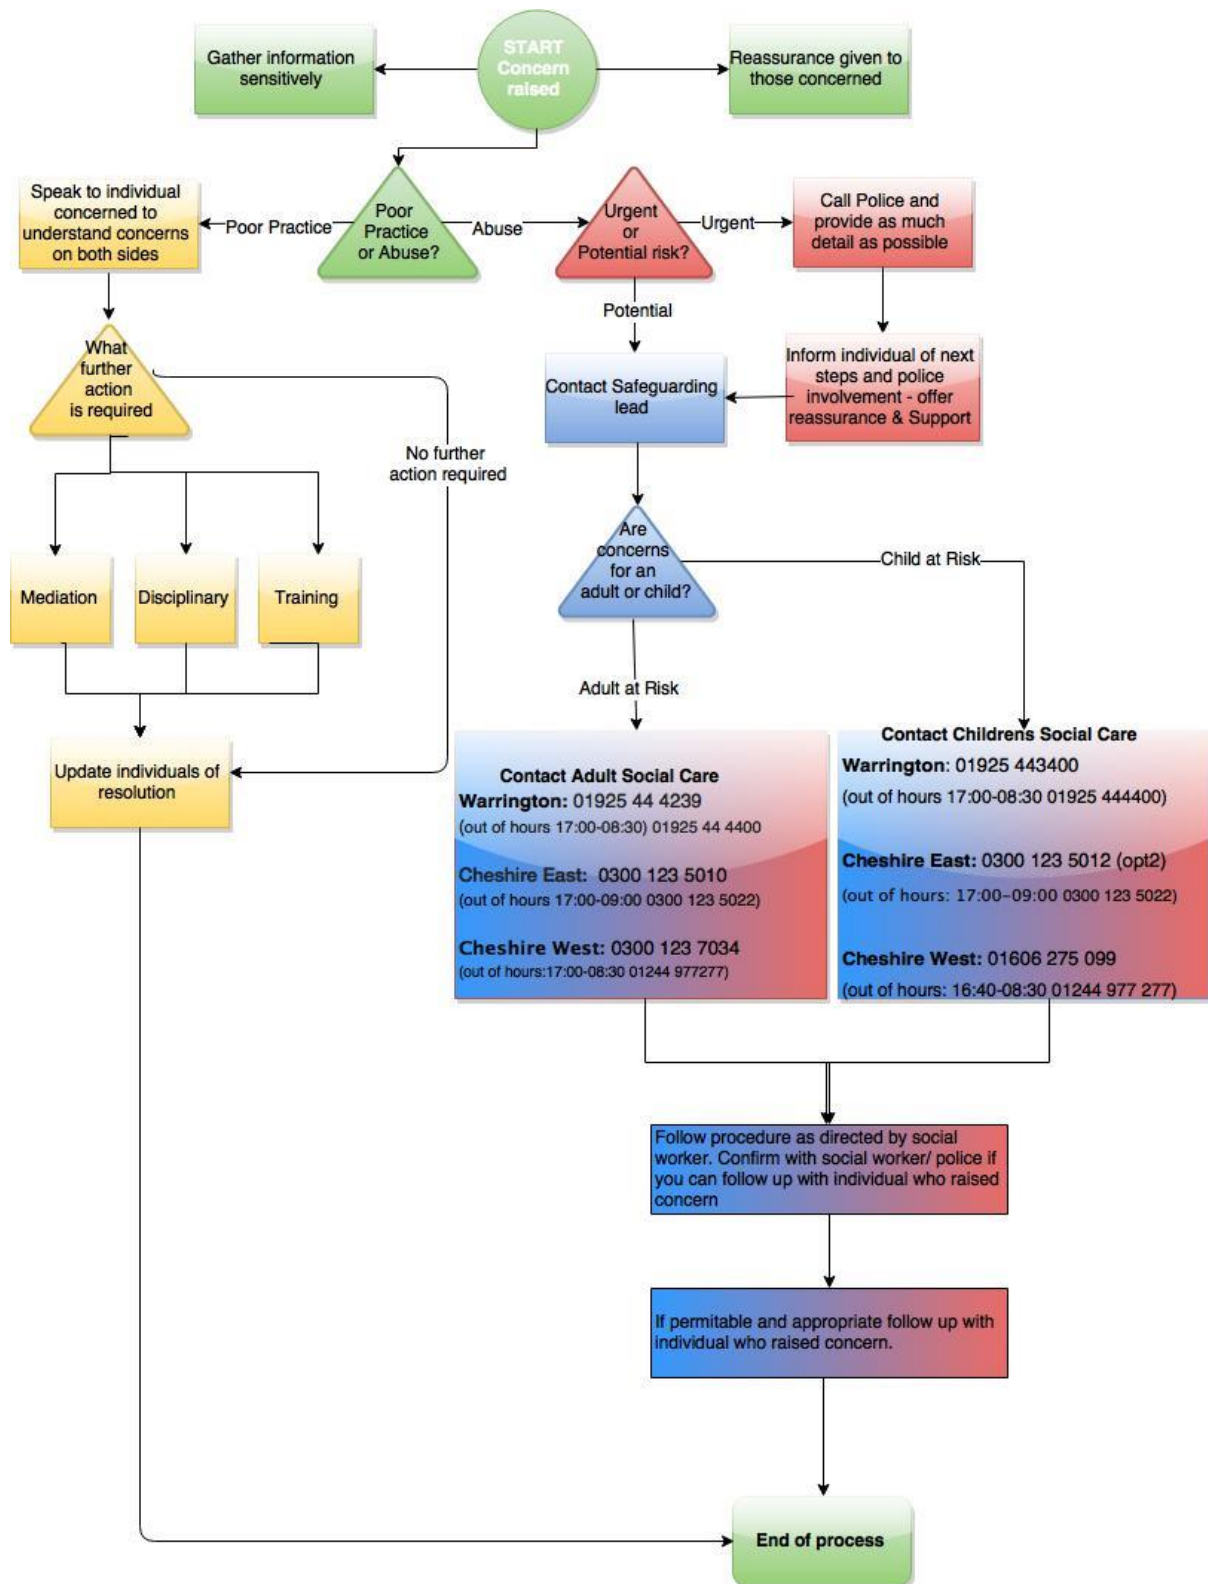 START
Concern
raised
Gather information
sensitively
Reassurance given to
those concerned
Speak to individual
concerned to
understand concerns
on both sides
Poor Practice
Poor
Practice
or Abuse?
Abuse
Urgent
or
Potential risk?
Urgent
Call Police and
provide as much
detail as possible
Potential
What
further
action
is required
Contact Safeguarding
lead
Inform individual of next
steps and police
involvement - offer
reassurance & Support
No further
action required
Are
concerns
for an
adult or child?
Child at Risk
Mediation
Disciplinary
Training
Adult at Risk
Update individuals of
resolution
Contact Adult Social Care
Warrington: 01925 44 4239
(out of hours 17:00-08:30) 01925 44 4400
Cheshire East: 0300 123 5010
(out of hours 17:00-09:00 0300 123 5022)
Cheshire West: 0300 123 7034
(out of hours:17:00-08:30 01244 977277)
Contact Childrens Social Care
Warrington: 01925 443400
(out of hours 17:00-08:30 01925 444400)
Cheshire East: 0300 123 5012 (opt2)
(out of hours: 17:00-09:00 0300 123 5022)
Cheshire West: 01606 275 099
(out of hours: 16:40-08:30 01244 977 277)
Follow procedure as directed by social
worker. Confirm with social worker/ police if
you can follow up with individual who raised
concern
If permitable and appropriate follow up with
individual who raised concern.
End of process